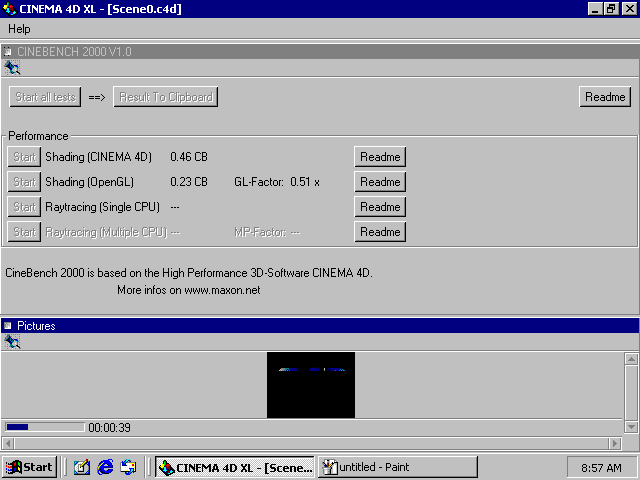 CINEMA 4D XL - [Scene0.c4d]
Help
CINEBENCH 2000 V1.0
Start all tests ==> Result To Clipboard Readme
Performance
Start Shading (CINEMA 4D) 0.46 CB Readme
Start Shading (OpenGL) 0.23 CB GL-Factor: 0.51 x Readme
Start Raytracing (Single CPU) --- Readme
Start Raytracing (Multiple CPU) --- MP-Factor: --- Readme
CineBench 2000 is based on the High Performance 3D-Software CINEMA 4D.
More infos on www.maxon.net
Pictures
00:00:39
Start CINEMA 4D XL - [Scene... untitled - Paint 8:57 AM